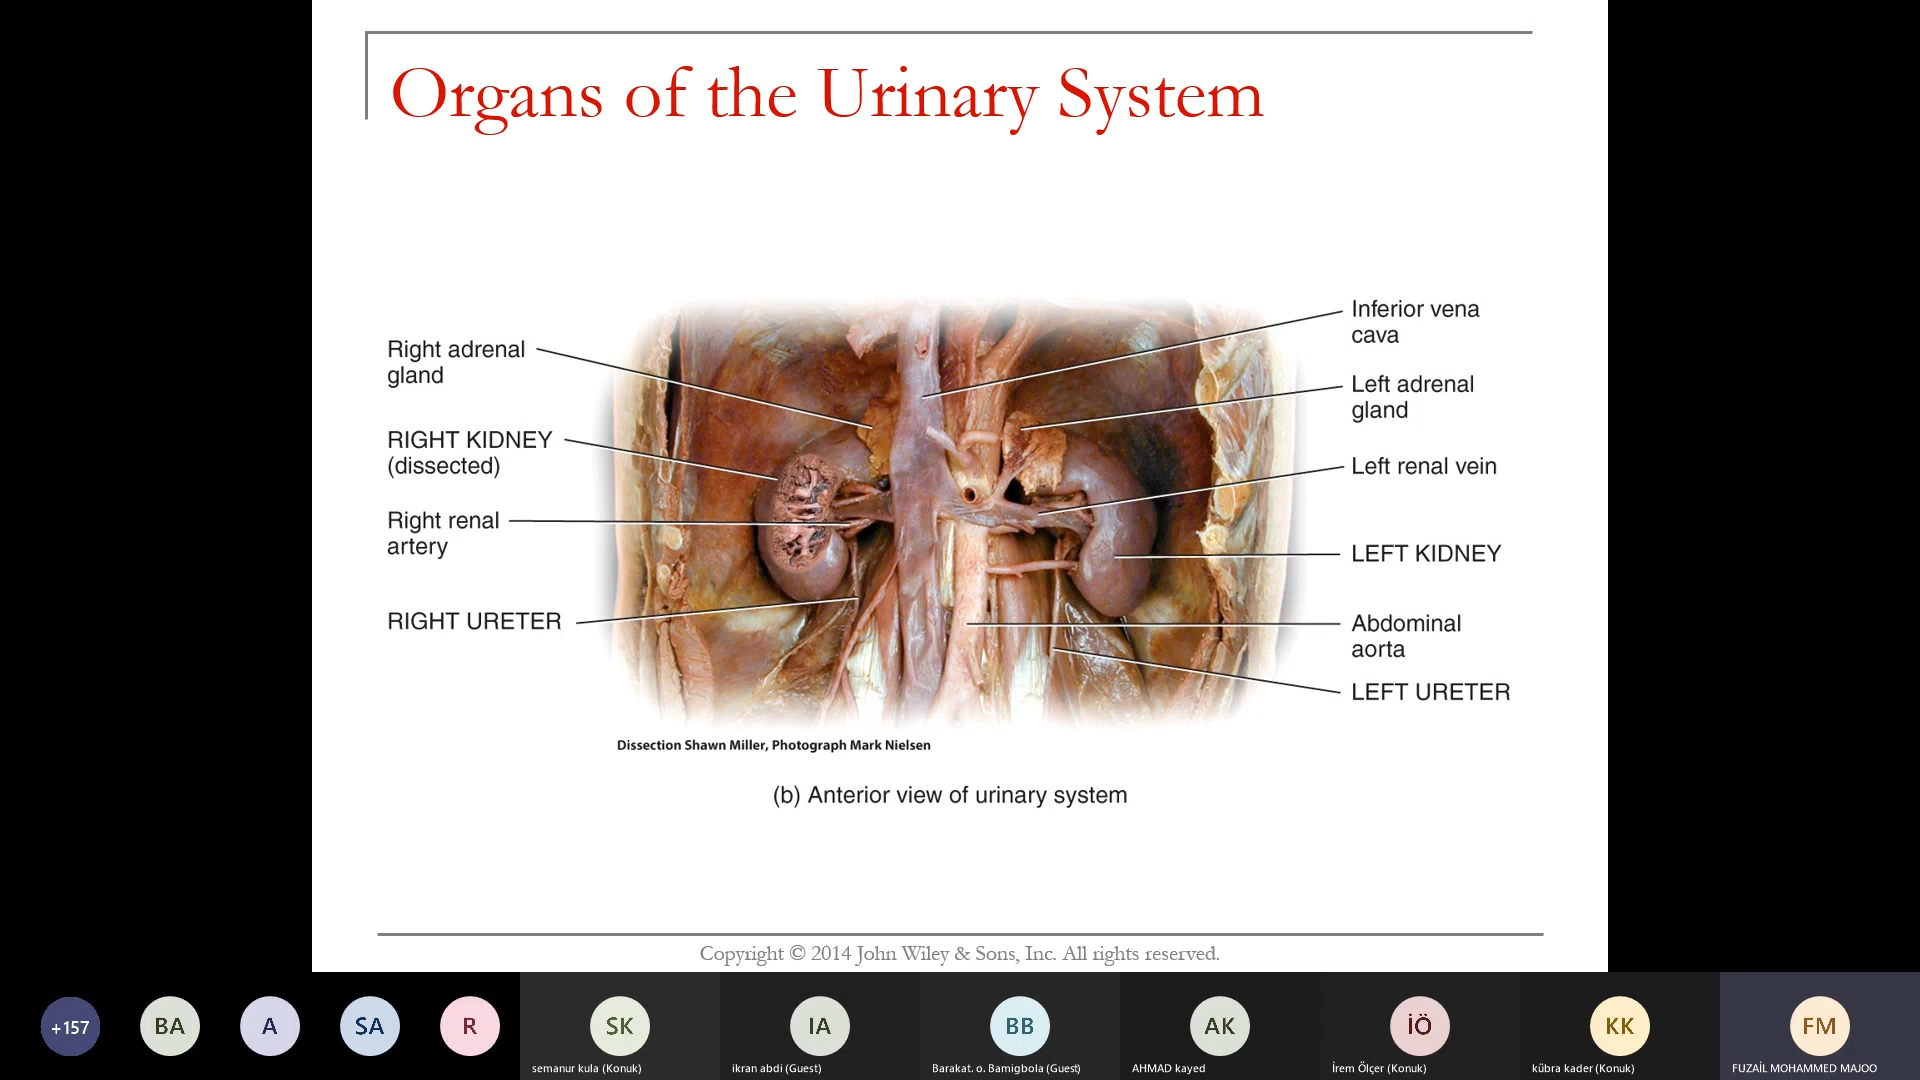 Organs of the Urinary System
Right adrenal
gland
RIGHT KIDNEY
(dissected)
Right renal
artery
RIGHT URETER
Inferior vena
cava
Left adrenal
gland
Left renal vein
LEFT KIDNEY
Abdominal
aorta
LEFT URETER
Dissection Shawn Miller, Photograph Mark Nielsen
(b) Anterior view of urinary system
Copyright © 2014 John Wiley & Sons, Inc. All rights reserved.
+157
BA
A
SA
R
SK
IA
BB
AK
İÖ
KK
FM
semanur kula (Konuk)
ikran abdi (Guest)
Barakat. o. Bamigbola (Guest)
AHMAD kayed
İrem Ölçer (Konuk)
kübra kader (Konuk)
FUZAİL MOHAMMED MAJOO